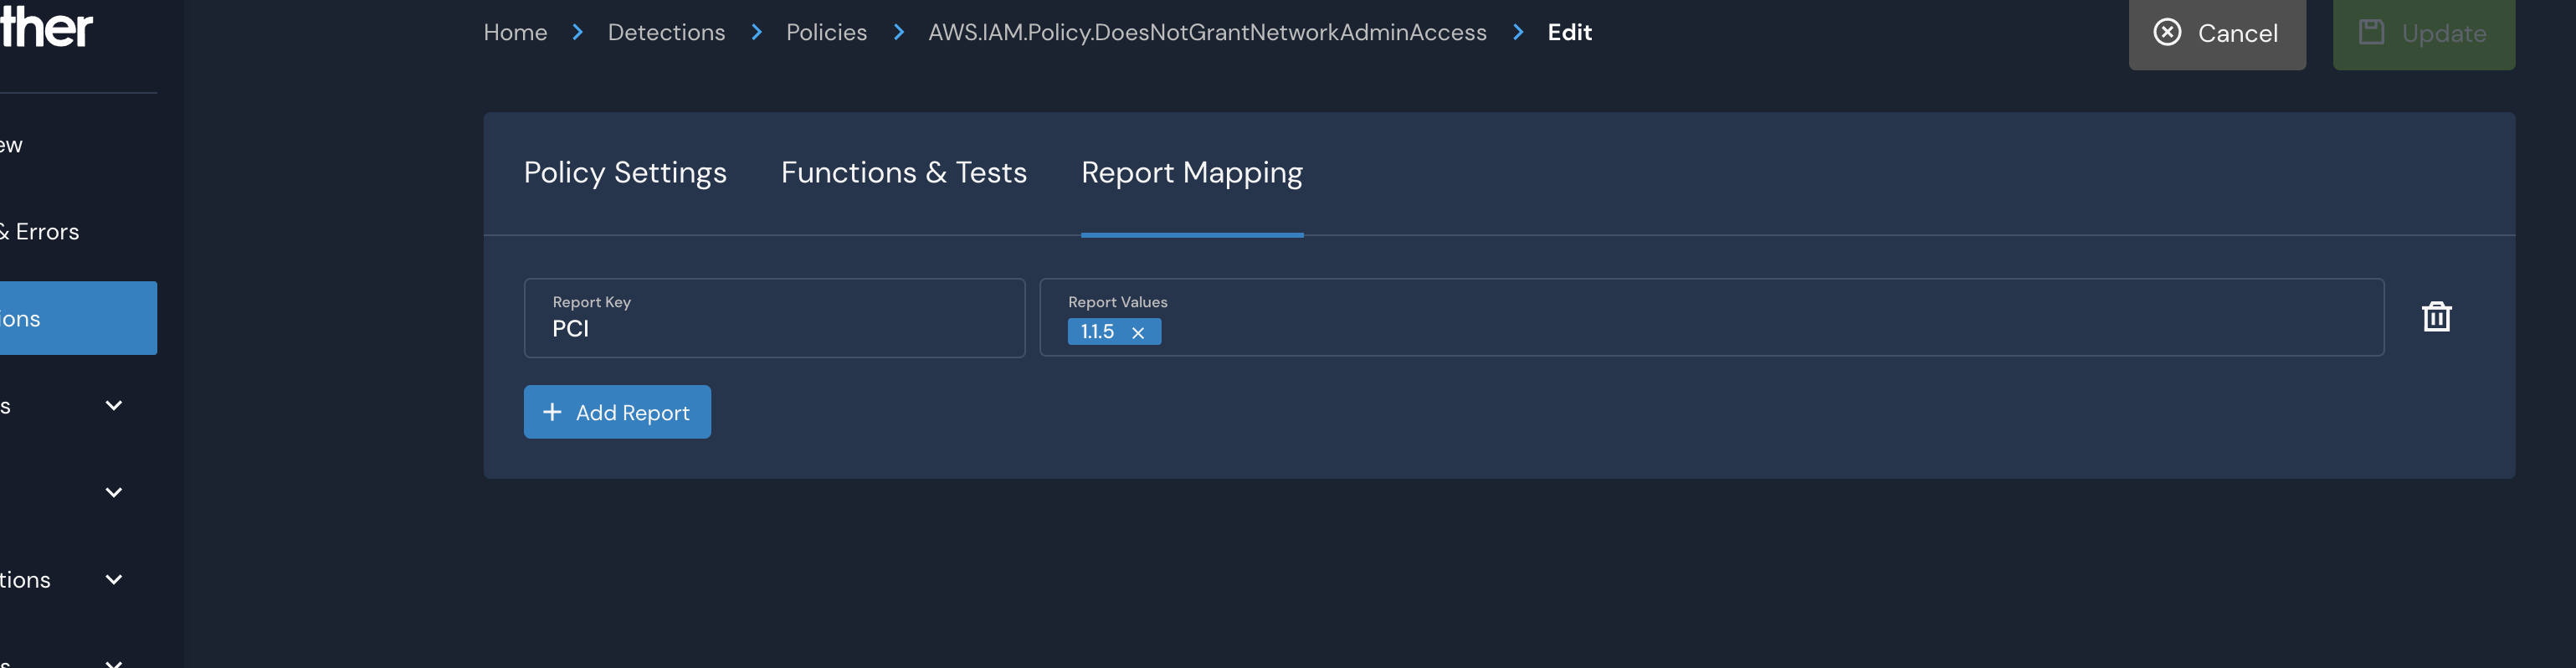 ther
Home > Detections > Policies > AWS.IAM.Policy.DoesNotGrantNetworkAdminAccess > Edit
Cancel
Update
ew
& Errors
ions
s
tions
s
Policy Settings
Functions & Tests
Report Mapping
Report Key
PCI
Report Values
1.1.5 ×
+ Add Report